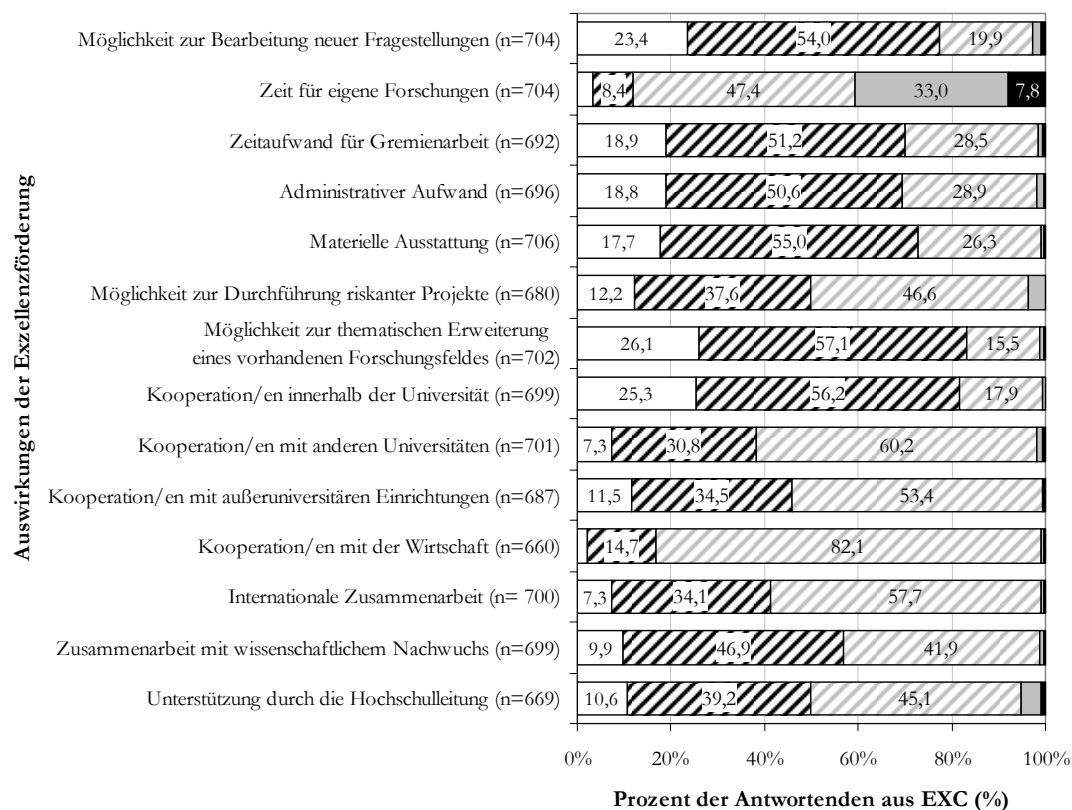 Auswirkungen der Exzellenzförderung
Möglichkeit zur Bearbeitung neuer Fragestellungen (n=704) 23,4 54,0 19,9
Zeit für eigene Forschungen (n=704) 8,4 47,4 33,0 7,8
Zeitaufwand für Gremienarbeit (n=692) 18,9 51,2 28,5
Administrativer Aufwand (n=696) 18,8 50,6 28,9
Materielle Ausstattung (n=706) 17,7 55,0 26,3
Möglichkeit zur Durchführung riskanter Projekte (n=680) 12,2 37,6 46,6
Möglichkeit zur thematischen Erweiterung
eines vorhandenen Forschungsfeldes (n=702) 26,1 57,1 15,5
Kooperation/en innerhalb der Universität (n=699) 25,3 56,2 17,9
Kooperation/en mit anderen Universitäten (n=701) 7,3 30,8 60,2
Kooperation/en mit außeruniversitären Einrichtungen (n=687) 11,5 34,5 53,4
Kooperation/en mit der Wirtschaft (n=660) 14,7 82,1
Internationale Zusammenarbeit (n= 700) 7,3 34,1 57,7
Zusammenarbeit mit wissenschaftlichem Nachwuchs (n=699) 9,9 46,9 41,9
Unterstützung durch die Hochschulleitung (n=669) 10,6 39,2 45,1
0% 20% 40% 60% 80% 100%
Prozent der Antwortenden aus EXC (%)